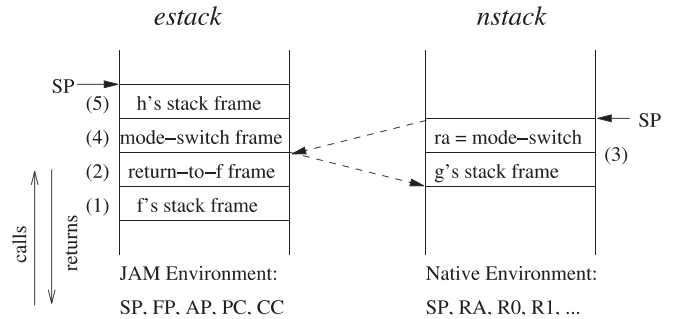 estack
nstack
SP
(5) h's stack frame
SP
(4) mode−switch frame
ra = mode−switch
(3)
(2) return−to−f frame
g's stack frame
(1) f's stack frame
calls
returns
JAM Environment:
Native Environment:
SP, FP, AP, PC, CC
SP, RA, R0, R1, ...